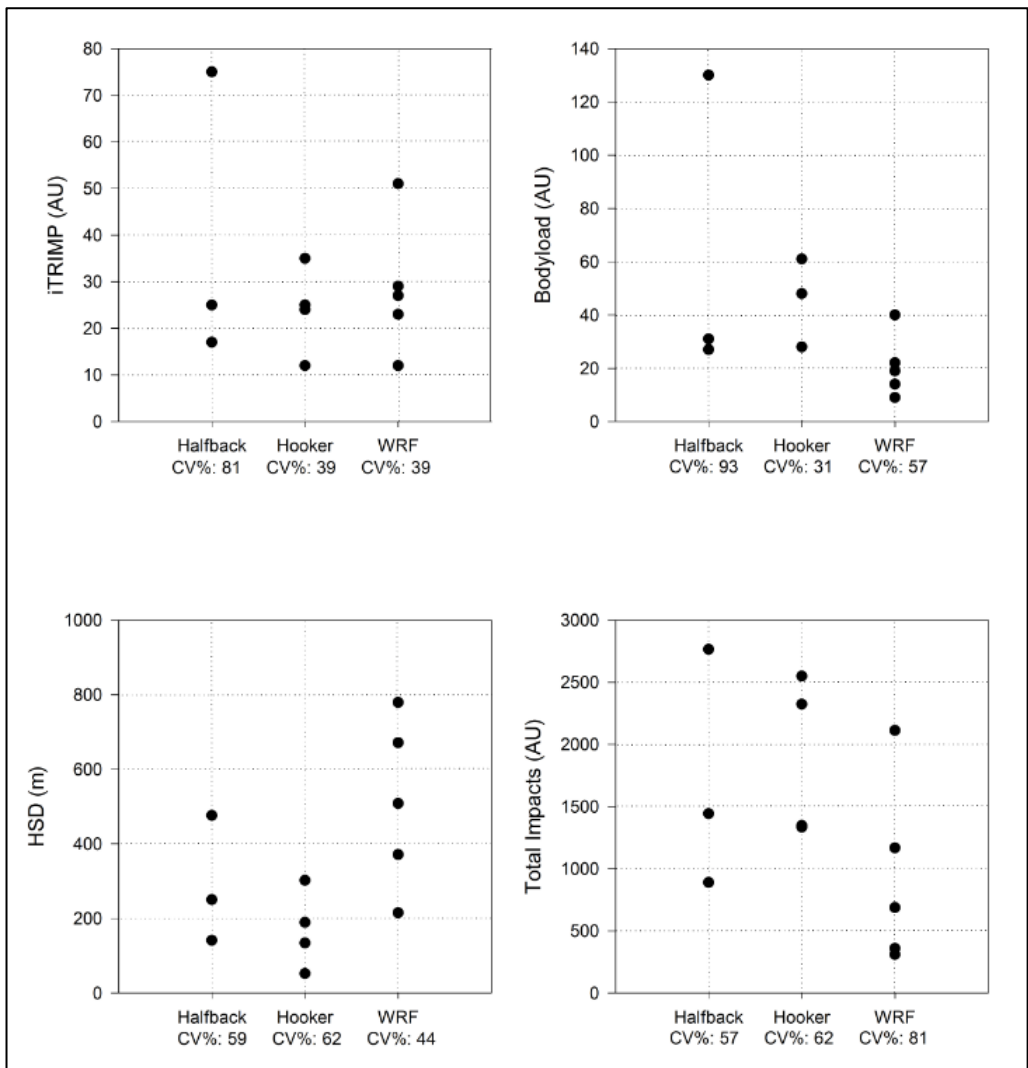 iTRIMP (AU)
80
70
60
50
40
30
20
10
0
Halfback Hooker WRF
CV%: 81 CV%: 39 CV%: 39
Bodyload (AU)
140
120
100
80
60
40
20
0
Halfback Hooker WRF
CV%: 93 CV%: 31 CV%: 57
HSD (m)
1000
800
600
400
200
0
Halfback Hooker WRF
CV%: 59 CV%: 62 CV%: 44
Total Impacts (AU)
3000
2500
2000
1500
1000
500
0
Halfback Hooker WRF
CV%: 57 CV%: 62 CV%: 81